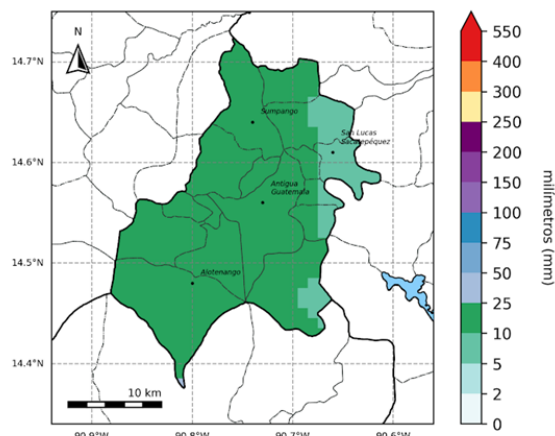 N
14.7°N
14.6°N
14.5°N
14.4°N
Sumpango
San Lucas
Sacatepéquez
Antigua
Guatemala
Alotenango
10 km
90.9°W
90.8°W
90.7°W
90.6°W
550
400
300
250
200
150
100
75
50
25
10
5
2
0
milímetros (mm)